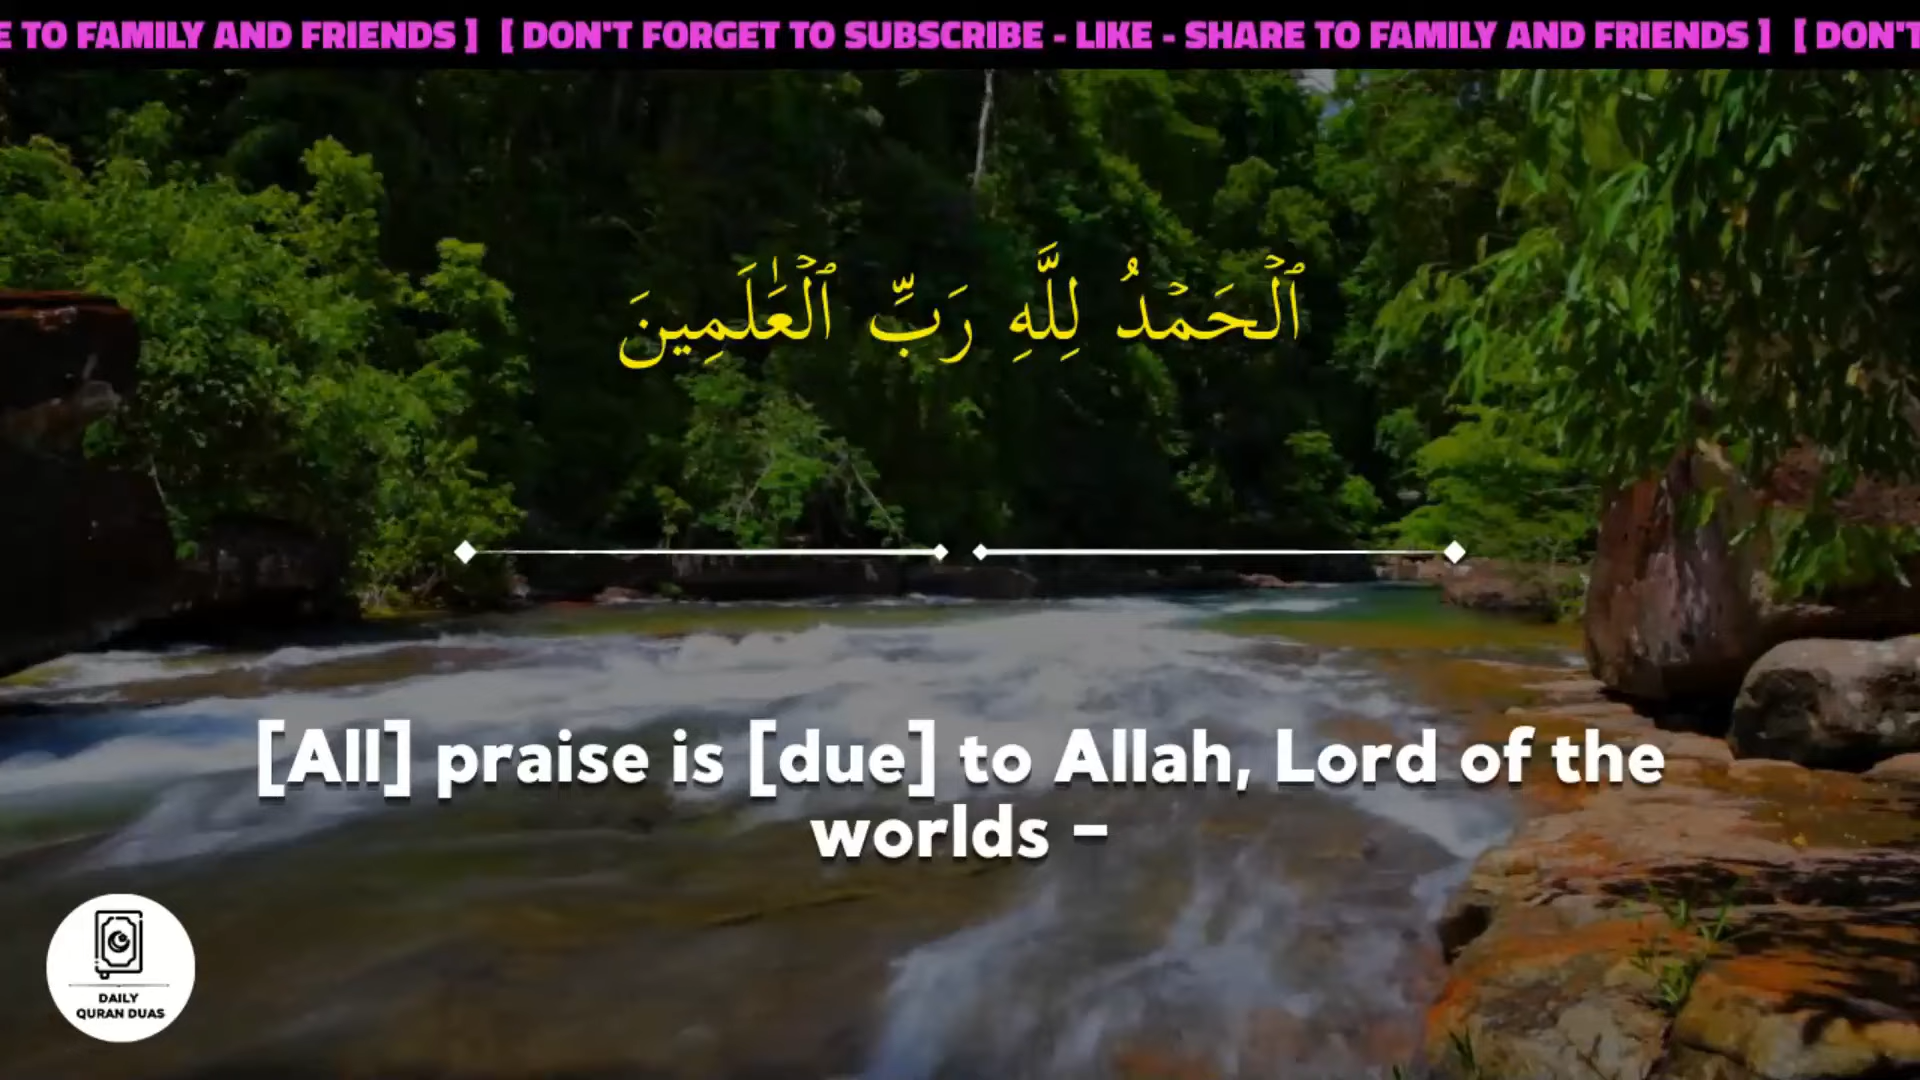 E TO FAMILY AND FRIENDS ] [ DON'T FORGET TO SUBSCRIBE - LIKE - SHARE TO FAMILY AND FRIENDS ] [ DON'T
ٱلْحَمْدُ لِلَّهِ رَبِّ ٱلْعَٰلَمِينَ
[All] praise is [due] to Allah, Lord of the
worlds –
DAILY
QURAN DUAS